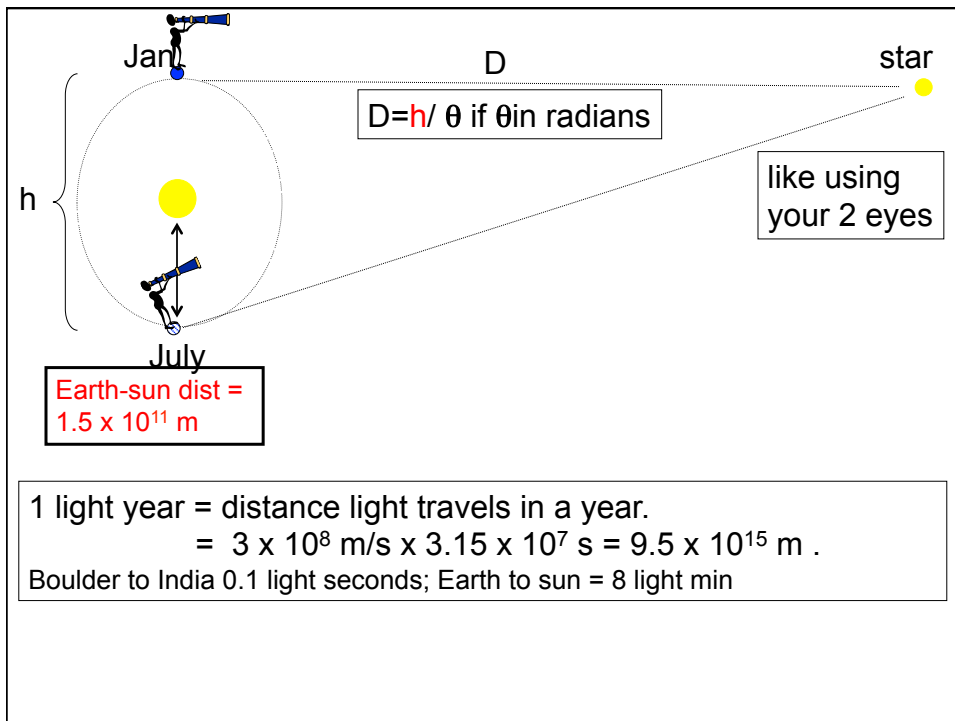 Jan
D
star
D=h/ θ if θin radians
h
like using
your 2 eyes
July
Earth-sun dist =
1.5 x 10¹¹ m
1 light year = distance light travels in a year.
= 3 x 10⁸ m/s x 3.15 x 10⁷ s = 9.5 x 10¹⁵ m .
Boulder to India 0.1 light seconds; Earth to sun = 8 light min